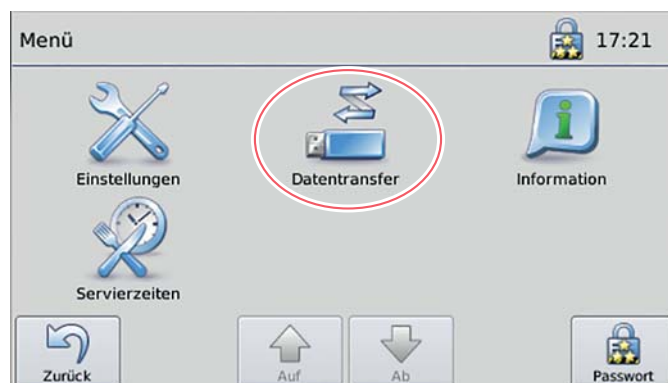 Menü 17:21
Einstellungen Datentransfer Information
Servierzeiten
Zurück Auf Ab Passwort